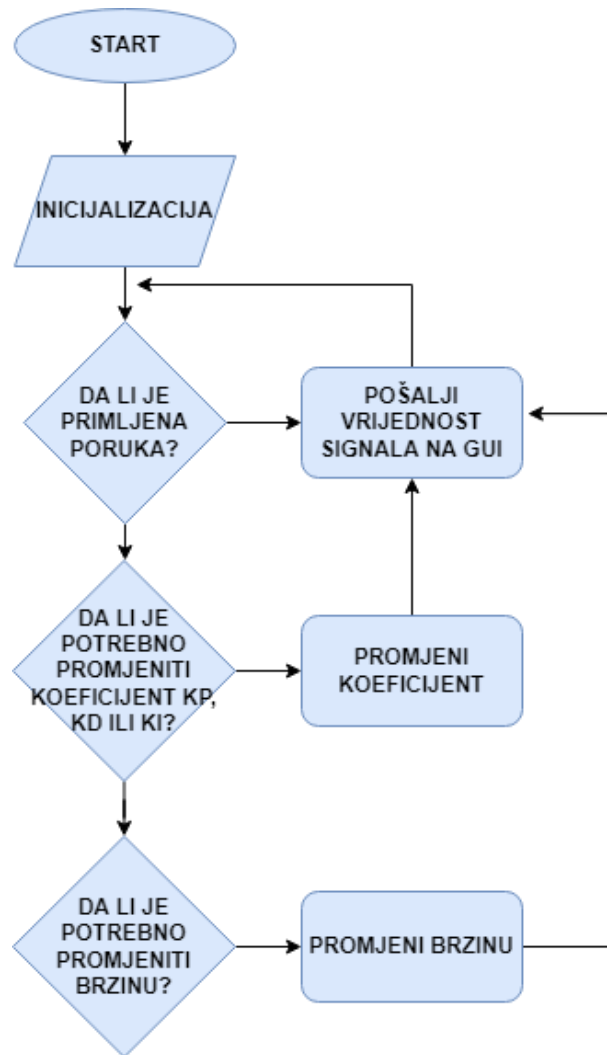 START
INICIJALIZACIJA
DA LI JE
PRIMLJENA
PORUKA?
POŠALJI
VRIJEDNOST
SIGNALA NA GUI
DA LI JE
POTREBNO
PROMJENITI
KOEFICIJENT KP,
KD ILI KI?
PROMJENI
KOEFICIJENT
DA LI JE
POTREBNO
PROMJENITI
BRZINU?
PROMJENI BRZINU